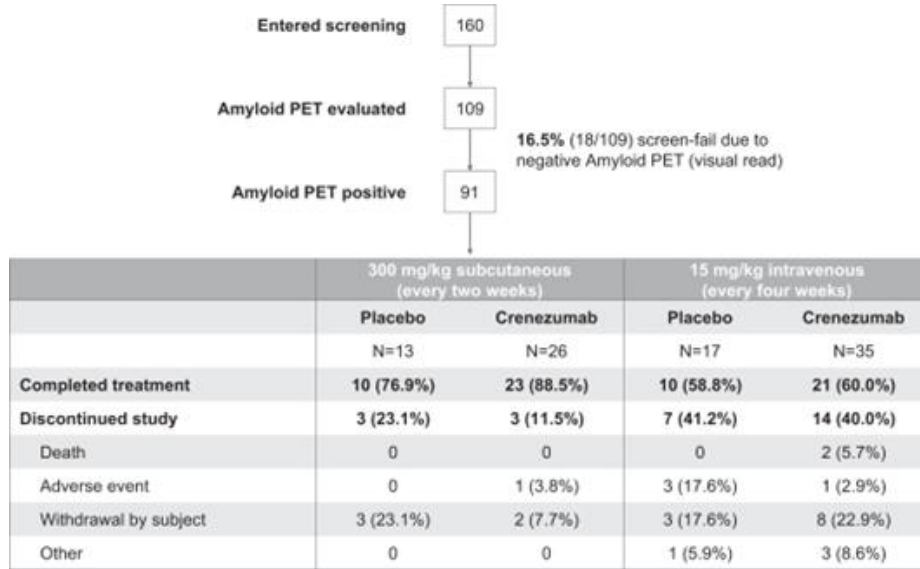 Entered screening 160
Amyloid PET evaluated 109
16.5% (18/109) screen-fail due to
negative Amyloid PET (visual read)
Amyloid PET positive 91
300 mg/kg subcutaneous 15 mg/kg intravenous
(every two weeks) (every four weeks)
Placebo Crenezumab Placebo Crenezumab
N=13 N=26 N=17 N=35
Completed treatment 10 (76.9%) 23 (88.5%) 10 (58.8%) 21 (60.0%)
Discontinued study 3 (23.1%) 3 (11.5%) 7 (41.2%) 14 (40.0%)
Death 0 0 0 2 (5.7%)
Adverse event 0 1 (3.8%) 3 (17.6%) 1 (2.9%)
Withdrawal by subject 3 (23.1%) 2 (7.7%) 3 (17.6%) 8 (22.9%)
Other 0 0 1 (5.9%) 3 (8.6%)